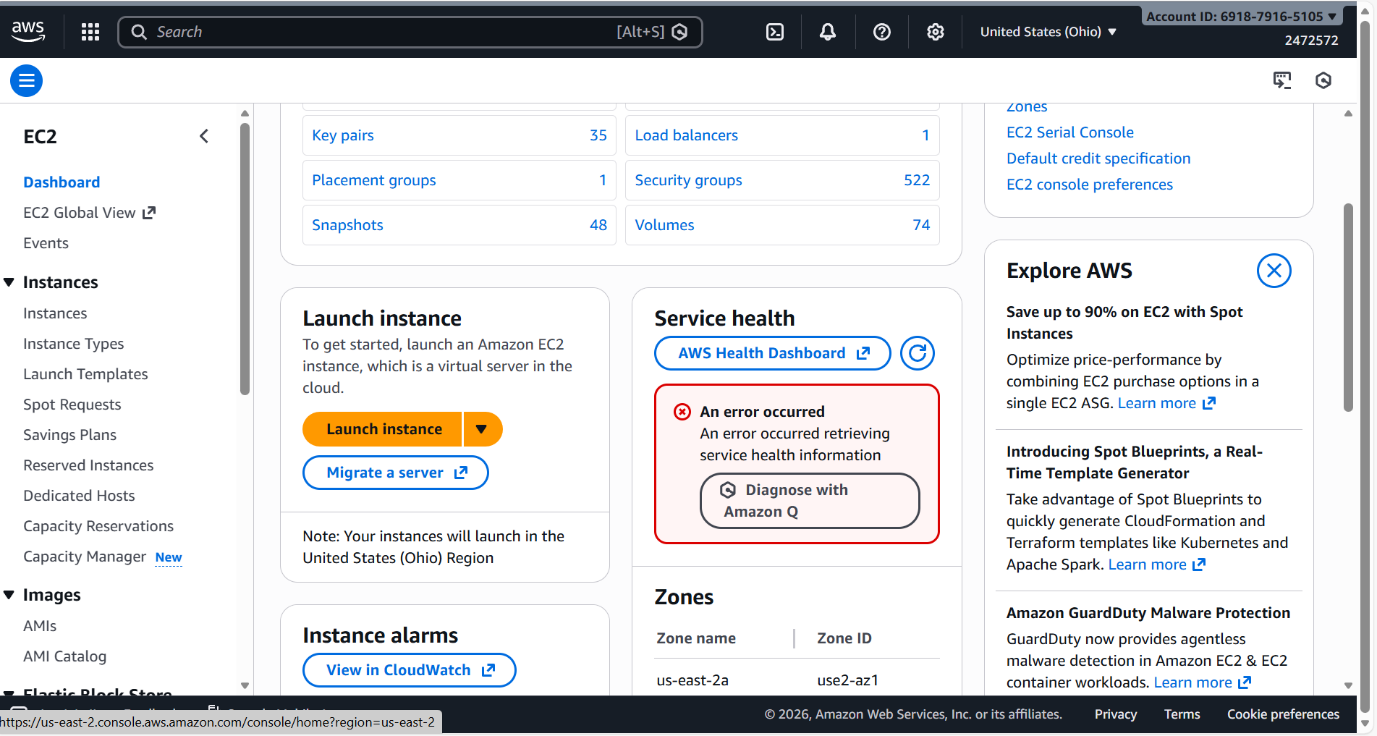 aws
Search
[Alt+S]
United States (Ohio) ▼
Account ID: 6918-7916-5105 ▼
2472572
EC2
Dashboard
EC2 Global View
Events
Instances
Instances
Instance Types
Launch Templates
Spot Requests
Savings Plans
Reserved Instances
Dedicated Hosts
Capacity Reservations
Capacity Manager New
Images
AMIs
AMI Catalog
Elastic Block Store
Key pairs 35
Load balancers 1
Placement groups 1
Security groups 522
Snapshots 48
Volumes 74
Launch instance
To get started, launch an Amazon EC2
instance, which is a virtual server in the
cloud.
Launch instance
Migrate a server
Note: Your instances will launch in the
United States (Ohio) Region
Instance alarms
View in CloudWatch
Service health
AWS Health Dashboard
An error occurred
An error occurred retrieving
service health information
Diagnose with
Amazon Q
Zones
Zone name
Zone ID
us-east-2a
use2-az1
Zones
EC2 Serial Console
Default credit specification
EC2 console preferences
Explore AWS
Save up to 90% on EC2 with Spot
Instances
Optimize price-performance by
combining EC2 purchase options in a
single EC2 ASG. Learn more
Introducing Spot Blueprints, a Real-
Time Template Generator
Take advantage of Spot Blueprints to
quickly generate CloudFormation and
Terraform templates like Kubernetes and
Apache Spark. Learn more
Amazon GuardDuty Malware Protection
GuardDuty now provides agentless
malware detection in Amazon EC2 & EC2
container workloads. Learn more
https://us-east-2.console.aws.amazon.com/console/home?region=us-east-2
© 2026, Amazon Web Services, Inc. or its affiliates.
Privacy
Terms
Cookie preferences